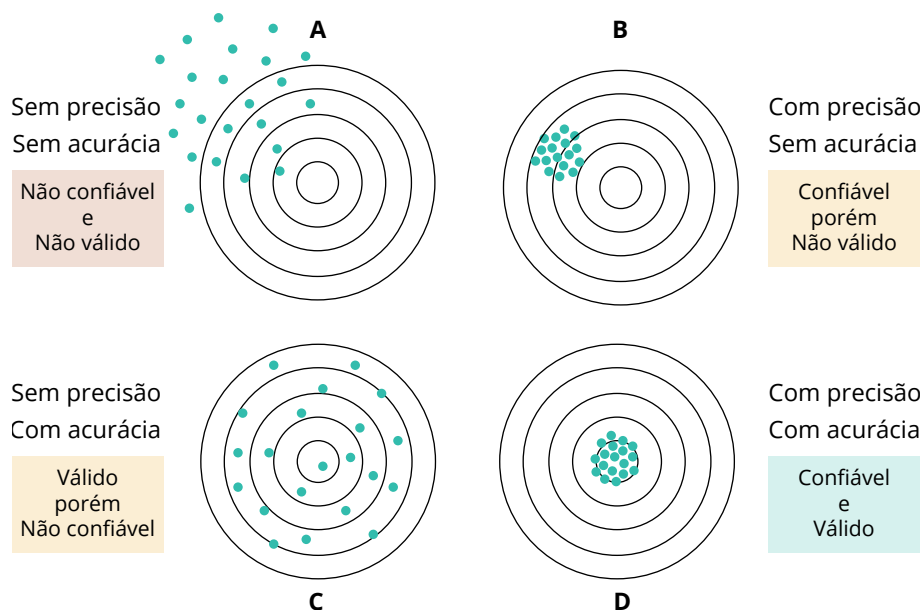 A
Sem precisão
Sem acurácia
Não confiável
e
Não válido
B
Com precisão
Sem acurácia
Confiável
porém
Não válido
Sem precisão
Com acurácia
Válido
porém
Não confiável
C
Com precisão
Com acurácia
Confiável
e
Válido
D